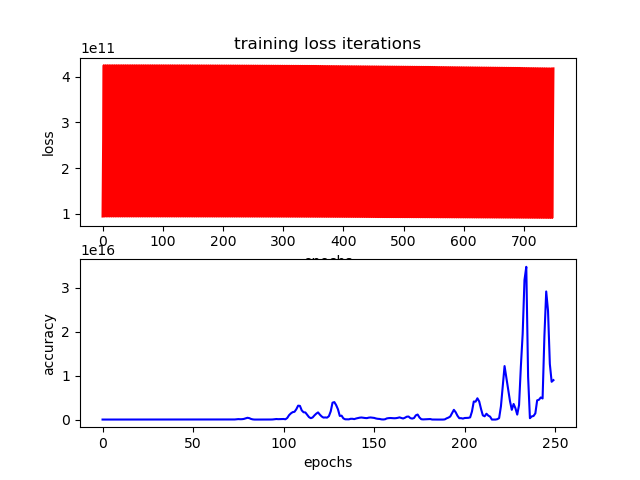 training loss iterations
1e11
4
3
2
1
loss
0 100 200 300 400 500 600 700
epochs
1e16
3
2
1
0
accuracy
0 50 100 150 200 250
epochs